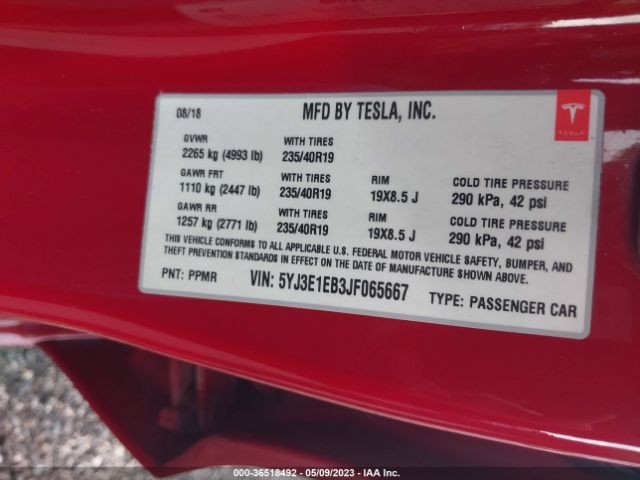 08/18 MFD BY TESLA, INC.
GVWR WITH TIRES
2265 kg (4993 lb) 235/40R19
GAWR FRT WITH TIRES RIM COLD TIRE PRESSURE
1110 kg (2447 lb) 235/40R19 19X8.5 J 290 kPa, 42 psi
GAWR RR WITH TIRES RIM COLD TIRE PRESSURE
1257 kg (2771 lb) 235/40R19 19X8.5 J 290 kPa, 42 psi
THIS VEHICLE CONFORMS TO ALL APPLICABLE U.S. FEDERAL MOTOR VEHICLE SAFETY, BUMPER, AND
THEFT PREVENTION STANDARDS IN EFFECT ON THE DATE OF MANUFACTURE SHOWN ABOVE.
PNT: PPMR VIN: 5YJ3E1EB3JF065667 TYPE: PASSENGER CAR
000-36518492 - 05/09/2023 - IAA Inc.